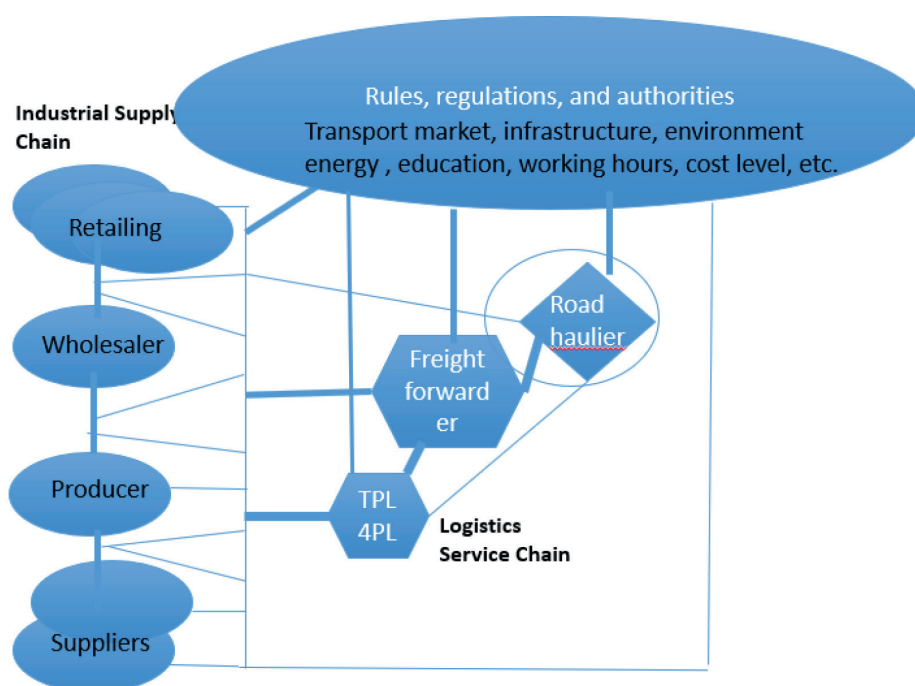 Rules, regulations, and authorities
Transport market, infrastructure, environment
energy , education, working hours, cost level, etc.
Industrial Supply
Chain
Retailing
Wholesaler
Producer
Suppliers
Road
haulier
Freight
forward
er
TPL
4PL
Logistics
Service Chain